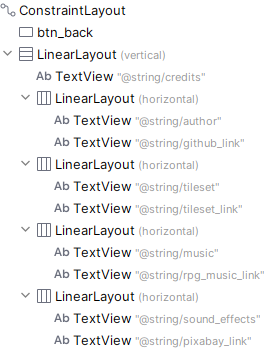 ConstraintLayout
btn_back
LinearLayout (vertical)
Ab TextView "@string/credits"
LinearLayout (horizontal)
Ab TextView "@string/author"
Ab TextView "@string/github_link"
LinearLayout (horizontal)
Ab TextView "@string/tileset"
Ab TextView "@string/tileset_link"
LinearLayout (horizontal)
Ab TextView "@string/music"
Ab TextView "@string/rpg_music_link"
LinearLayout (horizontal)
Ab TextView "@string/sound_effects"
Ab TextView "@string/pixabay_link"